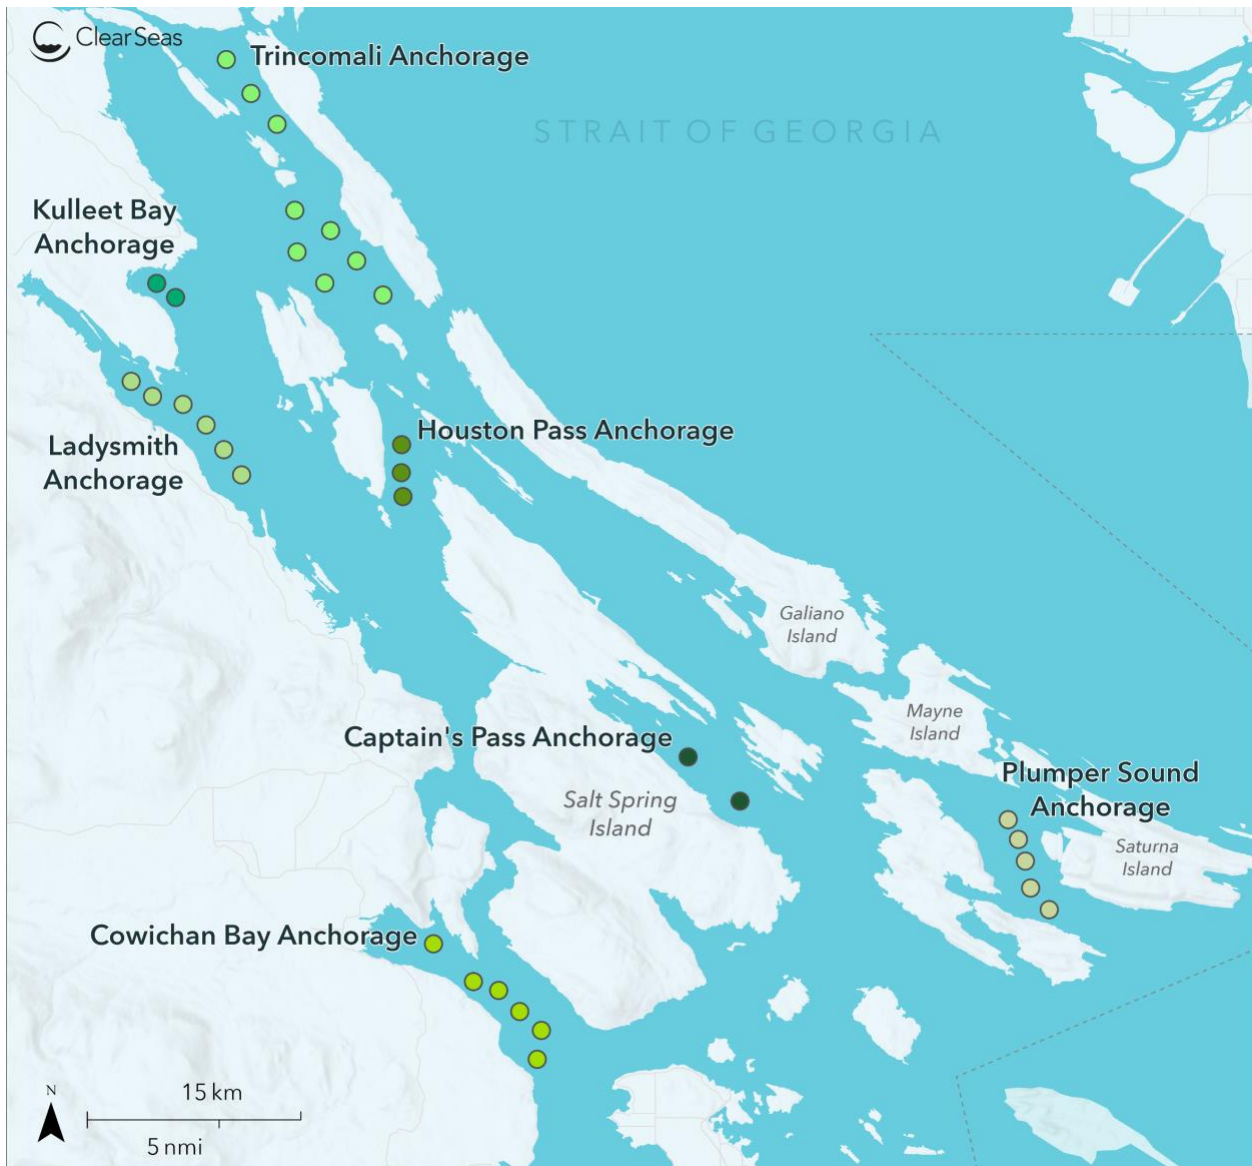 ClearSeas
Trincomali Anchorage
STRAIT OF GEORGIA
Kulleet Bay
Anchorage
Houston Pass Anchorage
Ladysmith
Anchorage
Galiano
Island
Mayne
Island
Captain's Pass Anchorage
Plumper Sound
Anchorage
Salt Spring
Island
Saturna
Island
Cowichan Bay Anchorage
N
15 km
5 nmi